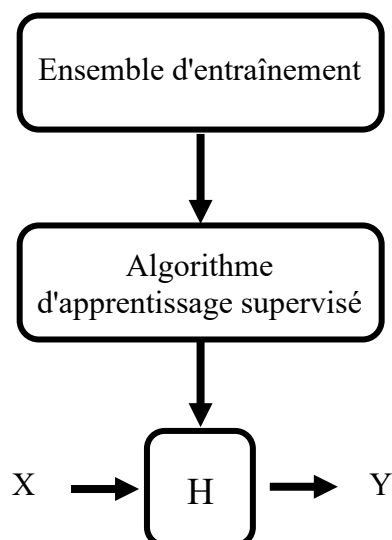 Ensemble d'entraînement
Algorithme
d'apprentissage supervisé
X H Y